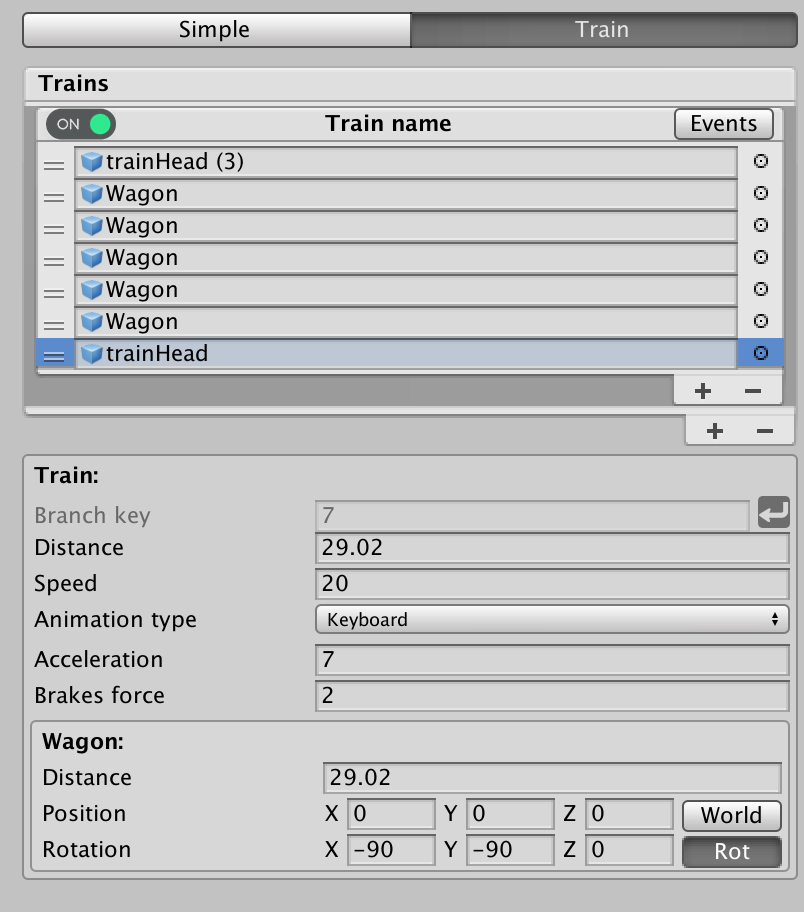 Simple Train
Trains
ON Train name Events
trainHead (3)
Wagon
Wagon
Wagon
Wagon
Wagon
trainHead
+ −
+ −
Train:
Branch key 7
Distance 29.02
Speed 20
Animation type Keyboard
Acceleration 7
Brakes force 2
Wagon:
Distance 29.02
Position X 0 Y 0 Z 0 World
Rotation X −90 Y −90 Z 0 Rot